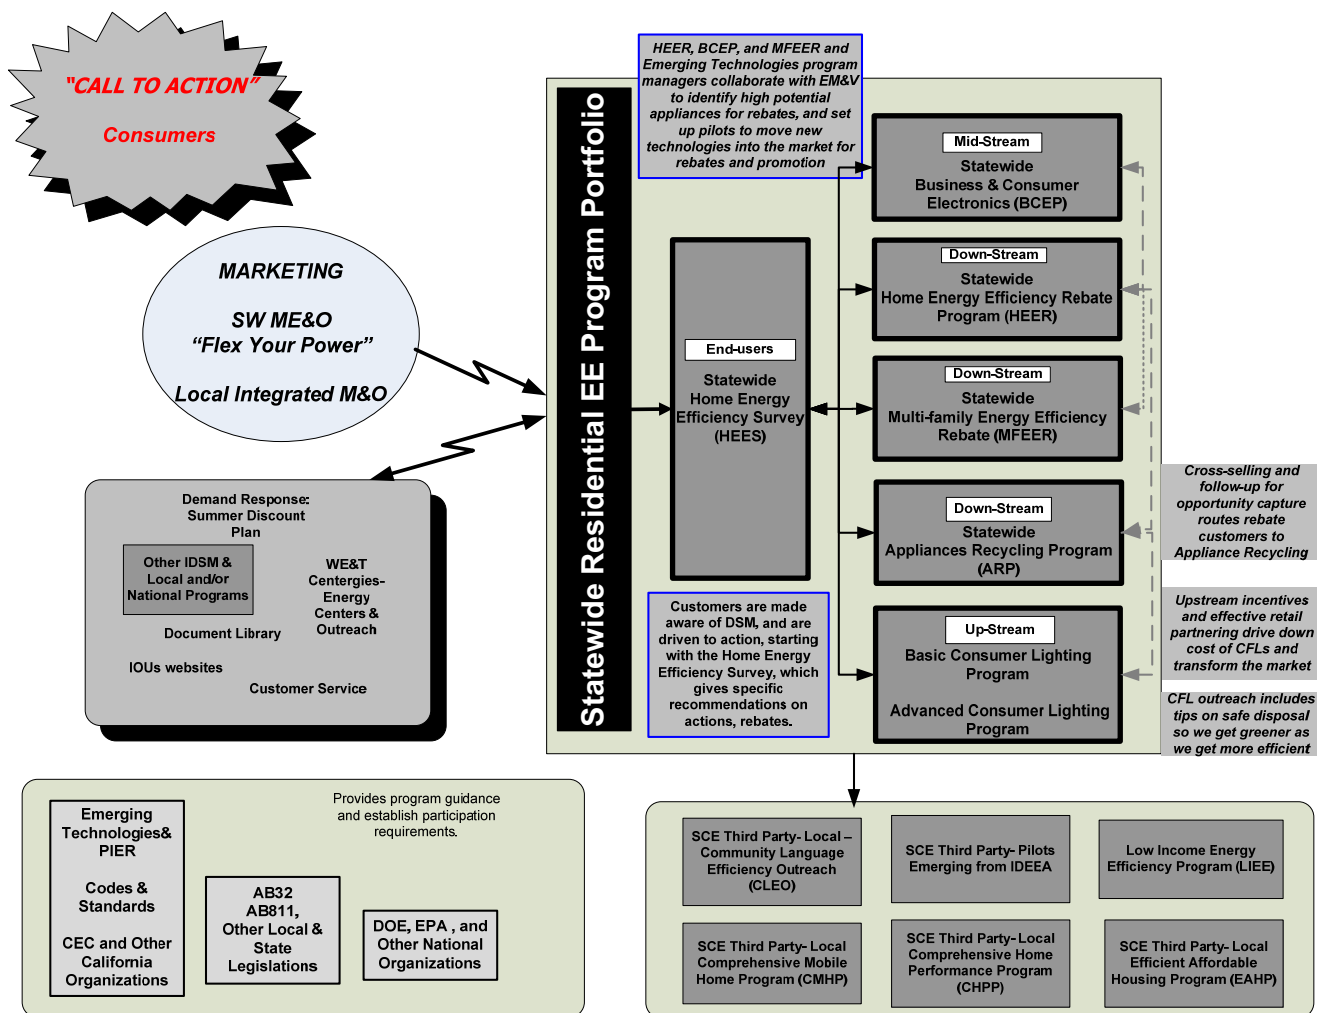 "CALL TO ACTION"
Consumers
MARKETING
SW ME&O
“Flex Your Power”
Local Integrated M&O
Demand Response:
Summer Discount
Plan
Other IDSM &
Local and/or
National Programs
WE&T
Centergies-
Energy
Centers &
Outreach
Document Library
IOUs websites
Customer Service
HEER, BCEP, and MFEER and
Emerging Technologies program
managers collaborate with EM&V
to identify high potential
appliances for rebates, and set
up pilots to move new
technologies into the market for
rebates and promotion
Statewide Residential EE Program Portfolio
End-users
Statewide
Home Energy
Efficiency Survey
(HEES)
Customers are made
aware of DSM, and are
driven to action, starting
with the Home Energy
Efficiency Survey, which
gives specific
recommendations on
actions, rebates.
Mid-Stream
Statewide
Business & Consumer
Electronics (BCEP)
Down-Stream
Statewide
Home Energy Efficiency Rebate
Program (HEER)
Down-Stream
Statewide
Multi-family Energy Efficiency
Rebate (MFEER)
Down-Stream
Statewide
Appliances Recycling Program
(ARP)
Up-Stream
Basic Consumer Lighting
Program
Advanced Consumer Lighting
Program
Cross-selling and
follow-up for
opportunity capture
routes rebate
customers to
Appliance Recycling
Upstream incentives
and effective retail
partnering drive down
cost of CFLs and
transform the market
CFL outreach includes
tips on safe disposal
so we get greener as
we get more efficient
Emerging
Technologies&
PIER
Codes &
Standards
CEC and Other
California
Organizations
AB32
AB811,
Other Local &
State
Legislations
Provides program guidance
and establish participation
requirements.
DOE, EPA , and
Other National
Organizations
SCE Third Party- Local –
Community Language
Efficiency Outreach
(CLEO)
SCE Third Party- Pilots
Emerging from IDEEA
Low Income Energy
Efficiency Program (LIEE)
SCE Third Party- Local
Comprehensive Mobile
Home Program (CMHP)
SCE Third Party- Local
Comprehensive Home
Performance Program
(CHPP)
SCE Third Party- Local
Efficient Affordable
Housing Program (EAHP)